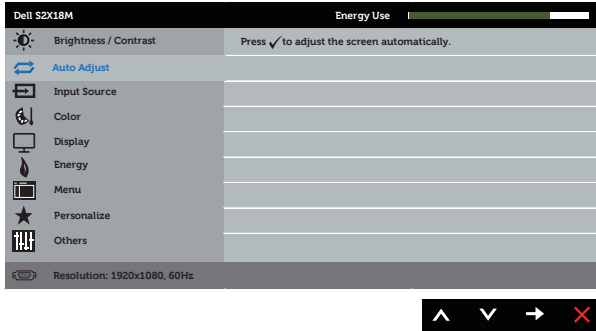 Dell S2X18M Energy Use
Brightness / Contrast Press ✓ to adjust the screen automatically.
Auto Adjust
Input Source
Color
Display
Energy
Menu
Personalize
Others
Resolution: 1920x1080, 60Hz